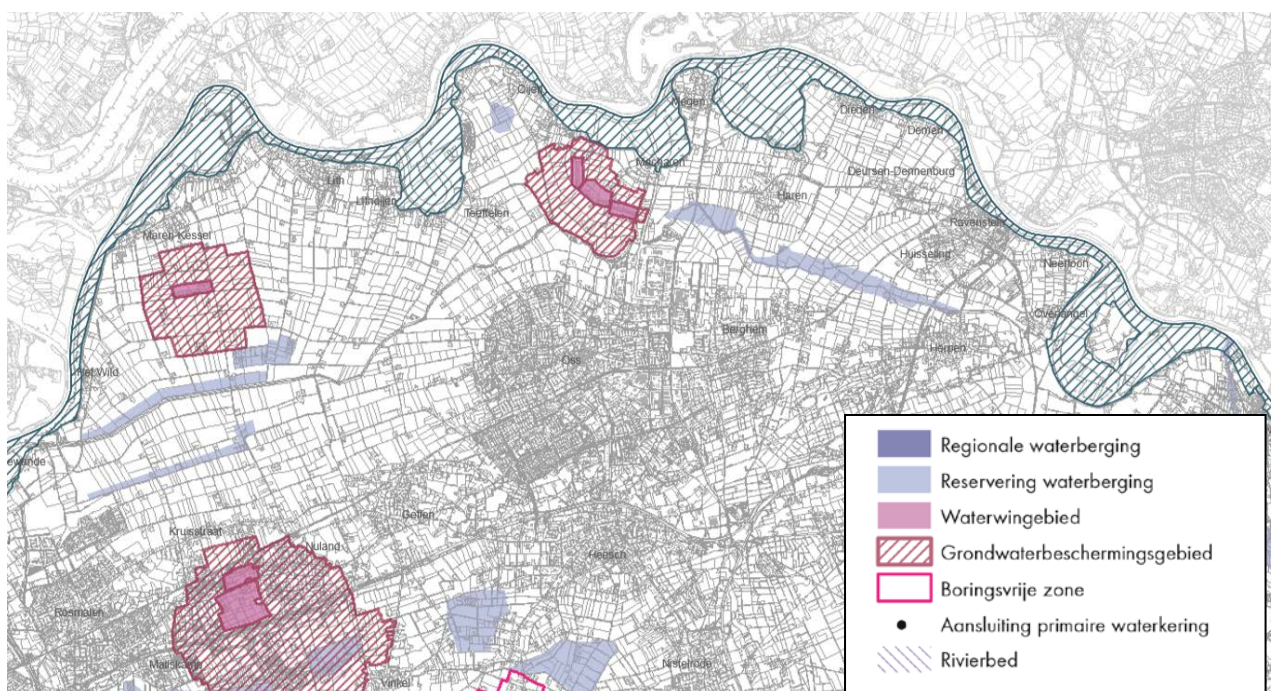 Oijen
Megen
Dieden
Demen
Macharen
Lith
Deursen-Dennenburg
Lithoijen
Haren
Teeffelen
Ravenstein
Maren-Kessel
Huisseling
Neerloon
Overlangel
Berghem
Herpen
Oss
Het Wild
Regionale waterberging
ewaarde
Reservering waterberging
Geffen
Waterwingebied
Kruisstraat
Nuland
Heesch
Grondwaterbeschermingsgebied
Boringsvrije zone
Rosmalen
Aansluiting primaire waterkering
Rivierbed
Nistelrode
Vinkel